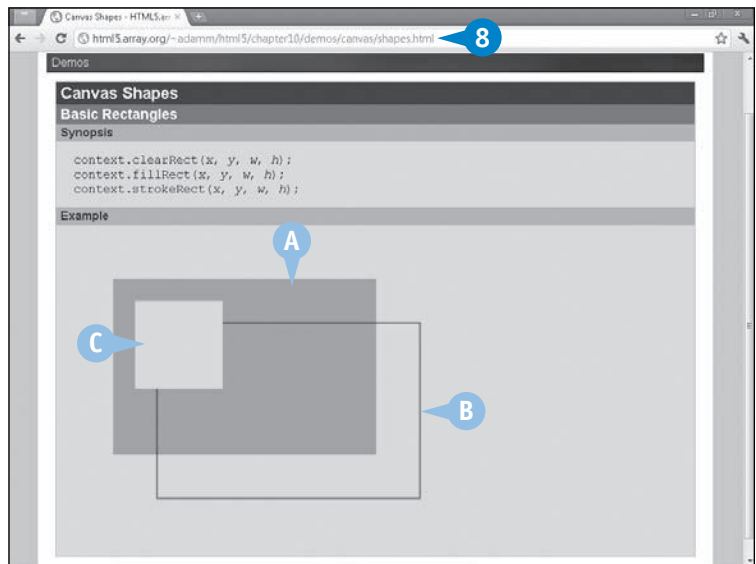 Canvas Shapes - HTML5.arr
html5.array.org/~adamm/html5/chapter10/demos/canvas/shapes.html
8
Demos
Canvas Shapes
Basic Rectangles
Synopsis
context.clearRect(x, y, w, h);
context.fillRect(x, y, w, h);
context.strokeRect(x, y, w, h);
Example
A
C
B